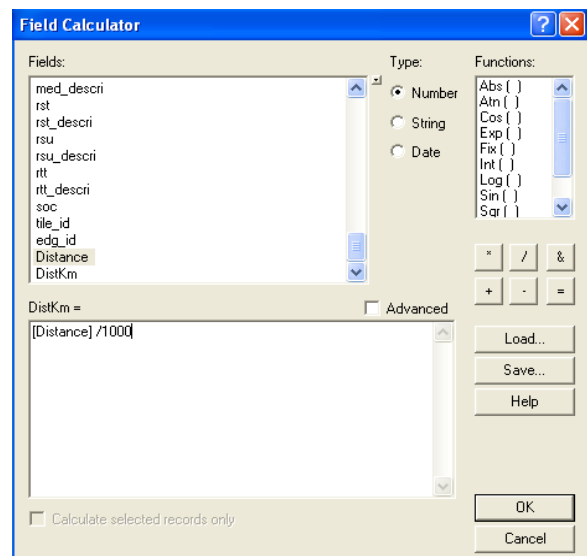 Field Calculator
Fields:
med_descri
rst
rst_descri
rsu
rsu_descri
rtt
rtt_descri
soc
tile_id
edg_id
Distance
DistKm
Type:
Number
String
Date
Functions:
Abs ( )
Atn ( )
Cos ( )
Exp ( )
Fix ( )
Int ( )
Log ( )
Sin ( )
Sqr ( )
* / &
+ - =
DistKm =
Advanced
[Distance] /1000
Load...
Save...
Help
Calculate selected records only
OK
Cancel